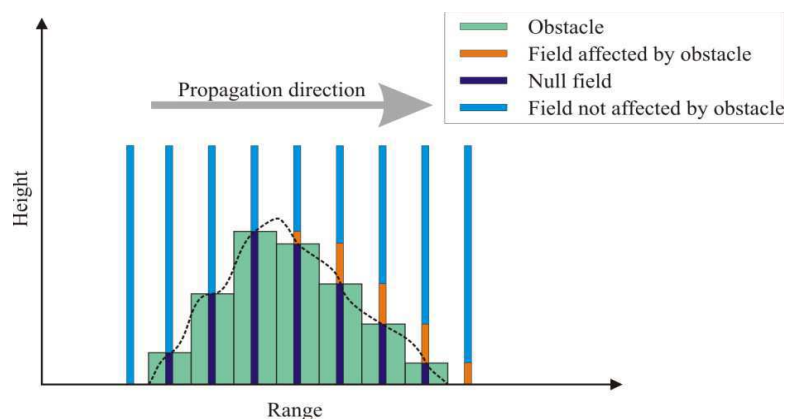 Obstacle
Field affected by obstacle
Null field
Field not affected by obstacle
Propagation direction
Height
Range